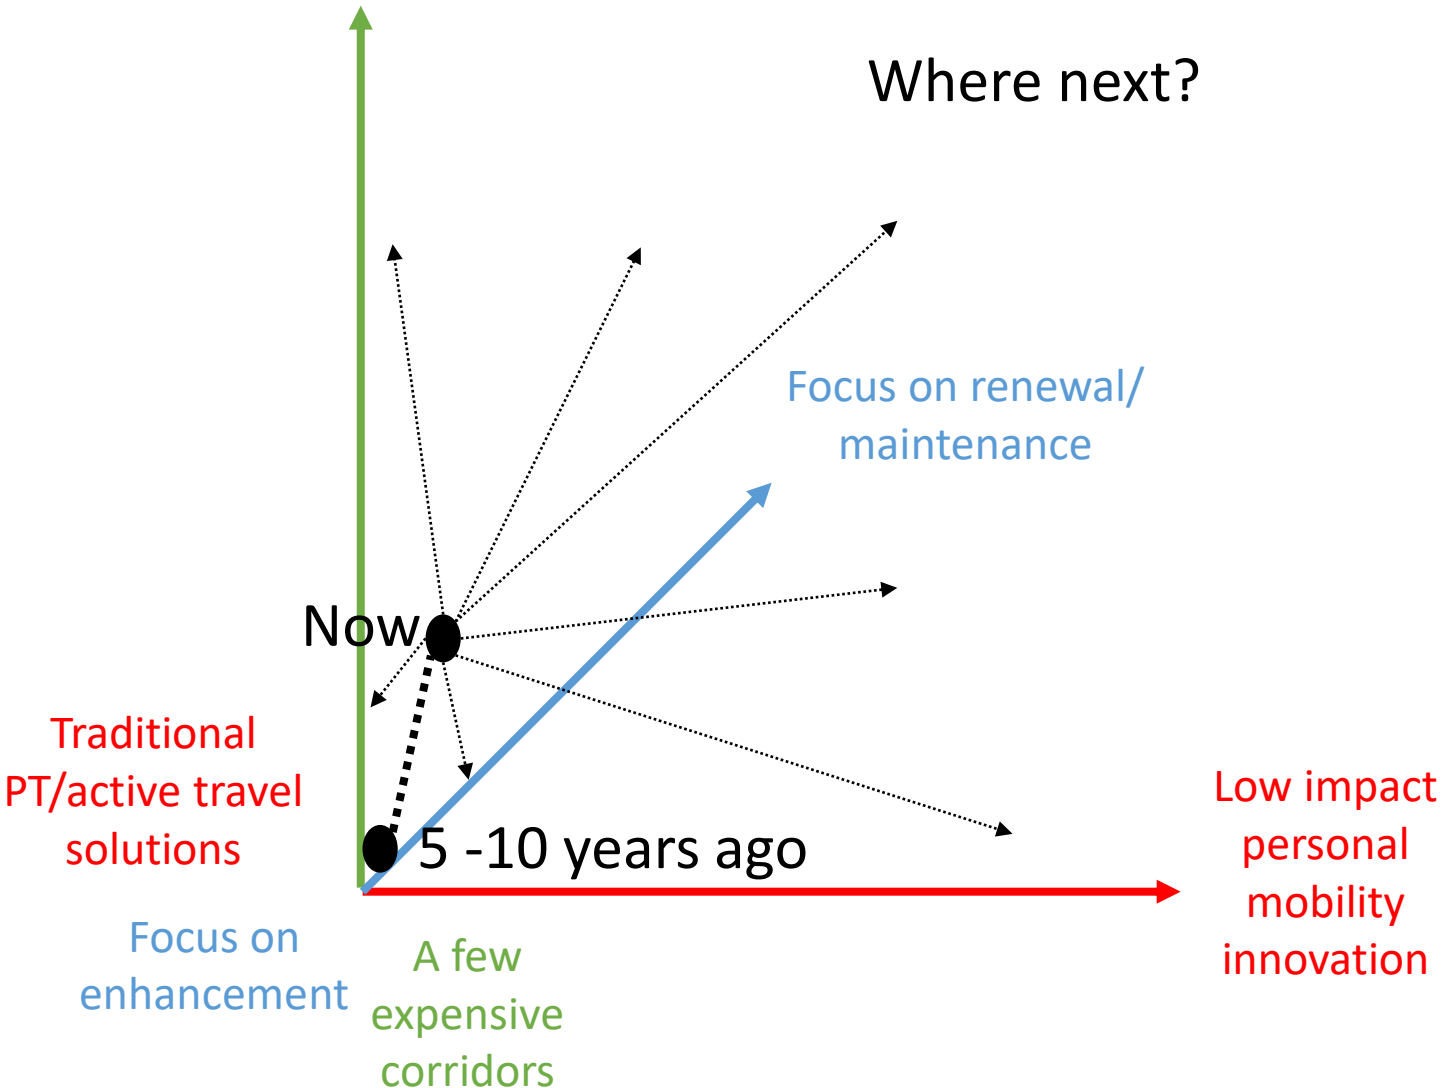 Where next?
Focus on renewal/
maintenance
Now
Traditional
PT/active travel
solutions
5 -10 years ago
Low impact
personal
mobility
innovation
Focus on
enhancement
A few
expensive
corridors